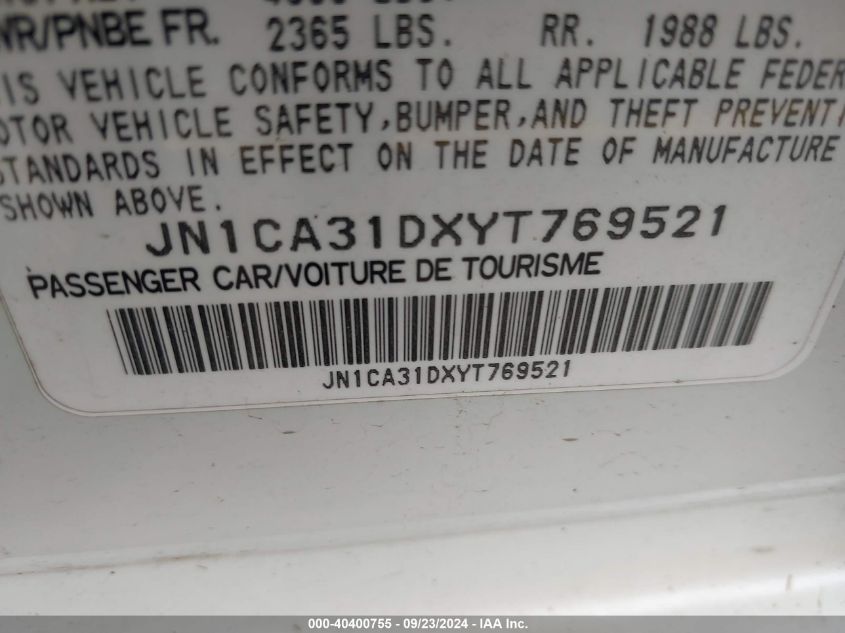 WR/PNBE FR. 2365 LBS. RR. 1988 LBS.
IS VEHICLE CONFORMS TO ALL APPLICABLE FEDER
OTOR VEHICLE SAFETY,BUMPER,AND THEFT PREVENTI
STANDARDS IN EFFECT ON THE DATE OF MANUFACTURE
SHOWN ABOVE.
JN1CA31DXYT769521
PASSENGER CAR/VOITURE DE TOURISME
JN1CA31DXYT769521
000-40400755 - 09/23/2024 - IAA Inc.